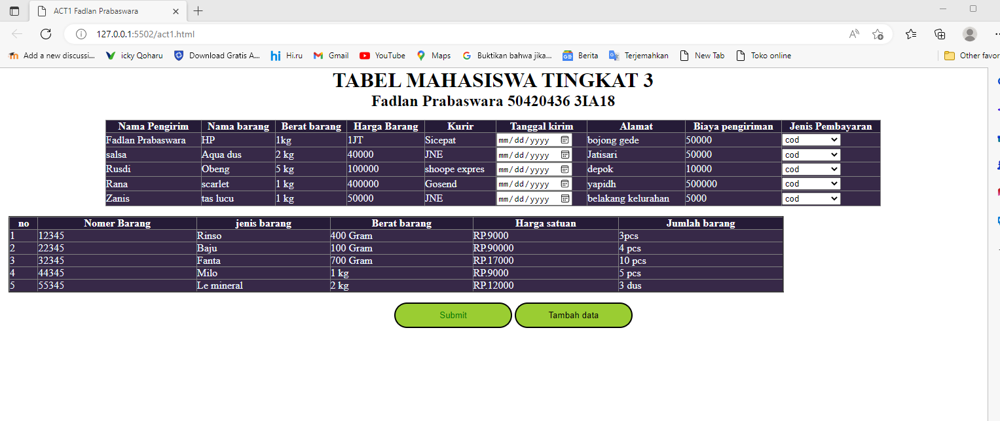 ACT1 Fadlan Prabaswara
127.0.0.1:5502/act1.html
Add a new discussi... icky Qoharu Download Gratis A... Hi.ru Gmail YouTube Maps Buktikan bahwa jika... Berita Terjemahkan New Tab Toko online Other favor
TABEL MAHASISWA TINGKAT 3
Fadlan Prabaswara 50420436 3IA18
Nama Pengirim Nama barang Berat barang Harga Barang Kurir Tanggal kirim Alamat Biaya pengiriman Jenis Pembayaran
Fadlan Prabaswara HP 1kg 1JT Sicepat mm/dd/yyyy bojong gede 50000 cod
salsa Aqua dus 2 kg 40000 JNE mm/dd/yyyy Jatisari 50000 cod
Rusdi Obeng 5 kg 100000 shoope expres mm/dd/yyyy depok 10000 cod
Rana scarlet 1 kg 400000 Gosend mm/dd/yyyy yapidh 500000 cod
Zanis tas lucu 1 kg 50000 JNE mm/dd/yyyy belakang kelurahan 5000 cod
no Nomer Barang jenis barang Berat barang Harga satuan Jumlah barang
1 12345 Rinso 400 Gram RP.9000 3pcs
2 22345 Baju 100 Gram RP.90000 4 pcs
3 32345 Fanta 700 Gram RP.17000 10 pcs
4 44345 Milo 1 kg RP.9000 5 pcs
5 55345 Le mineral 2 kg RP.12000 3 dus
Submit Tambah data